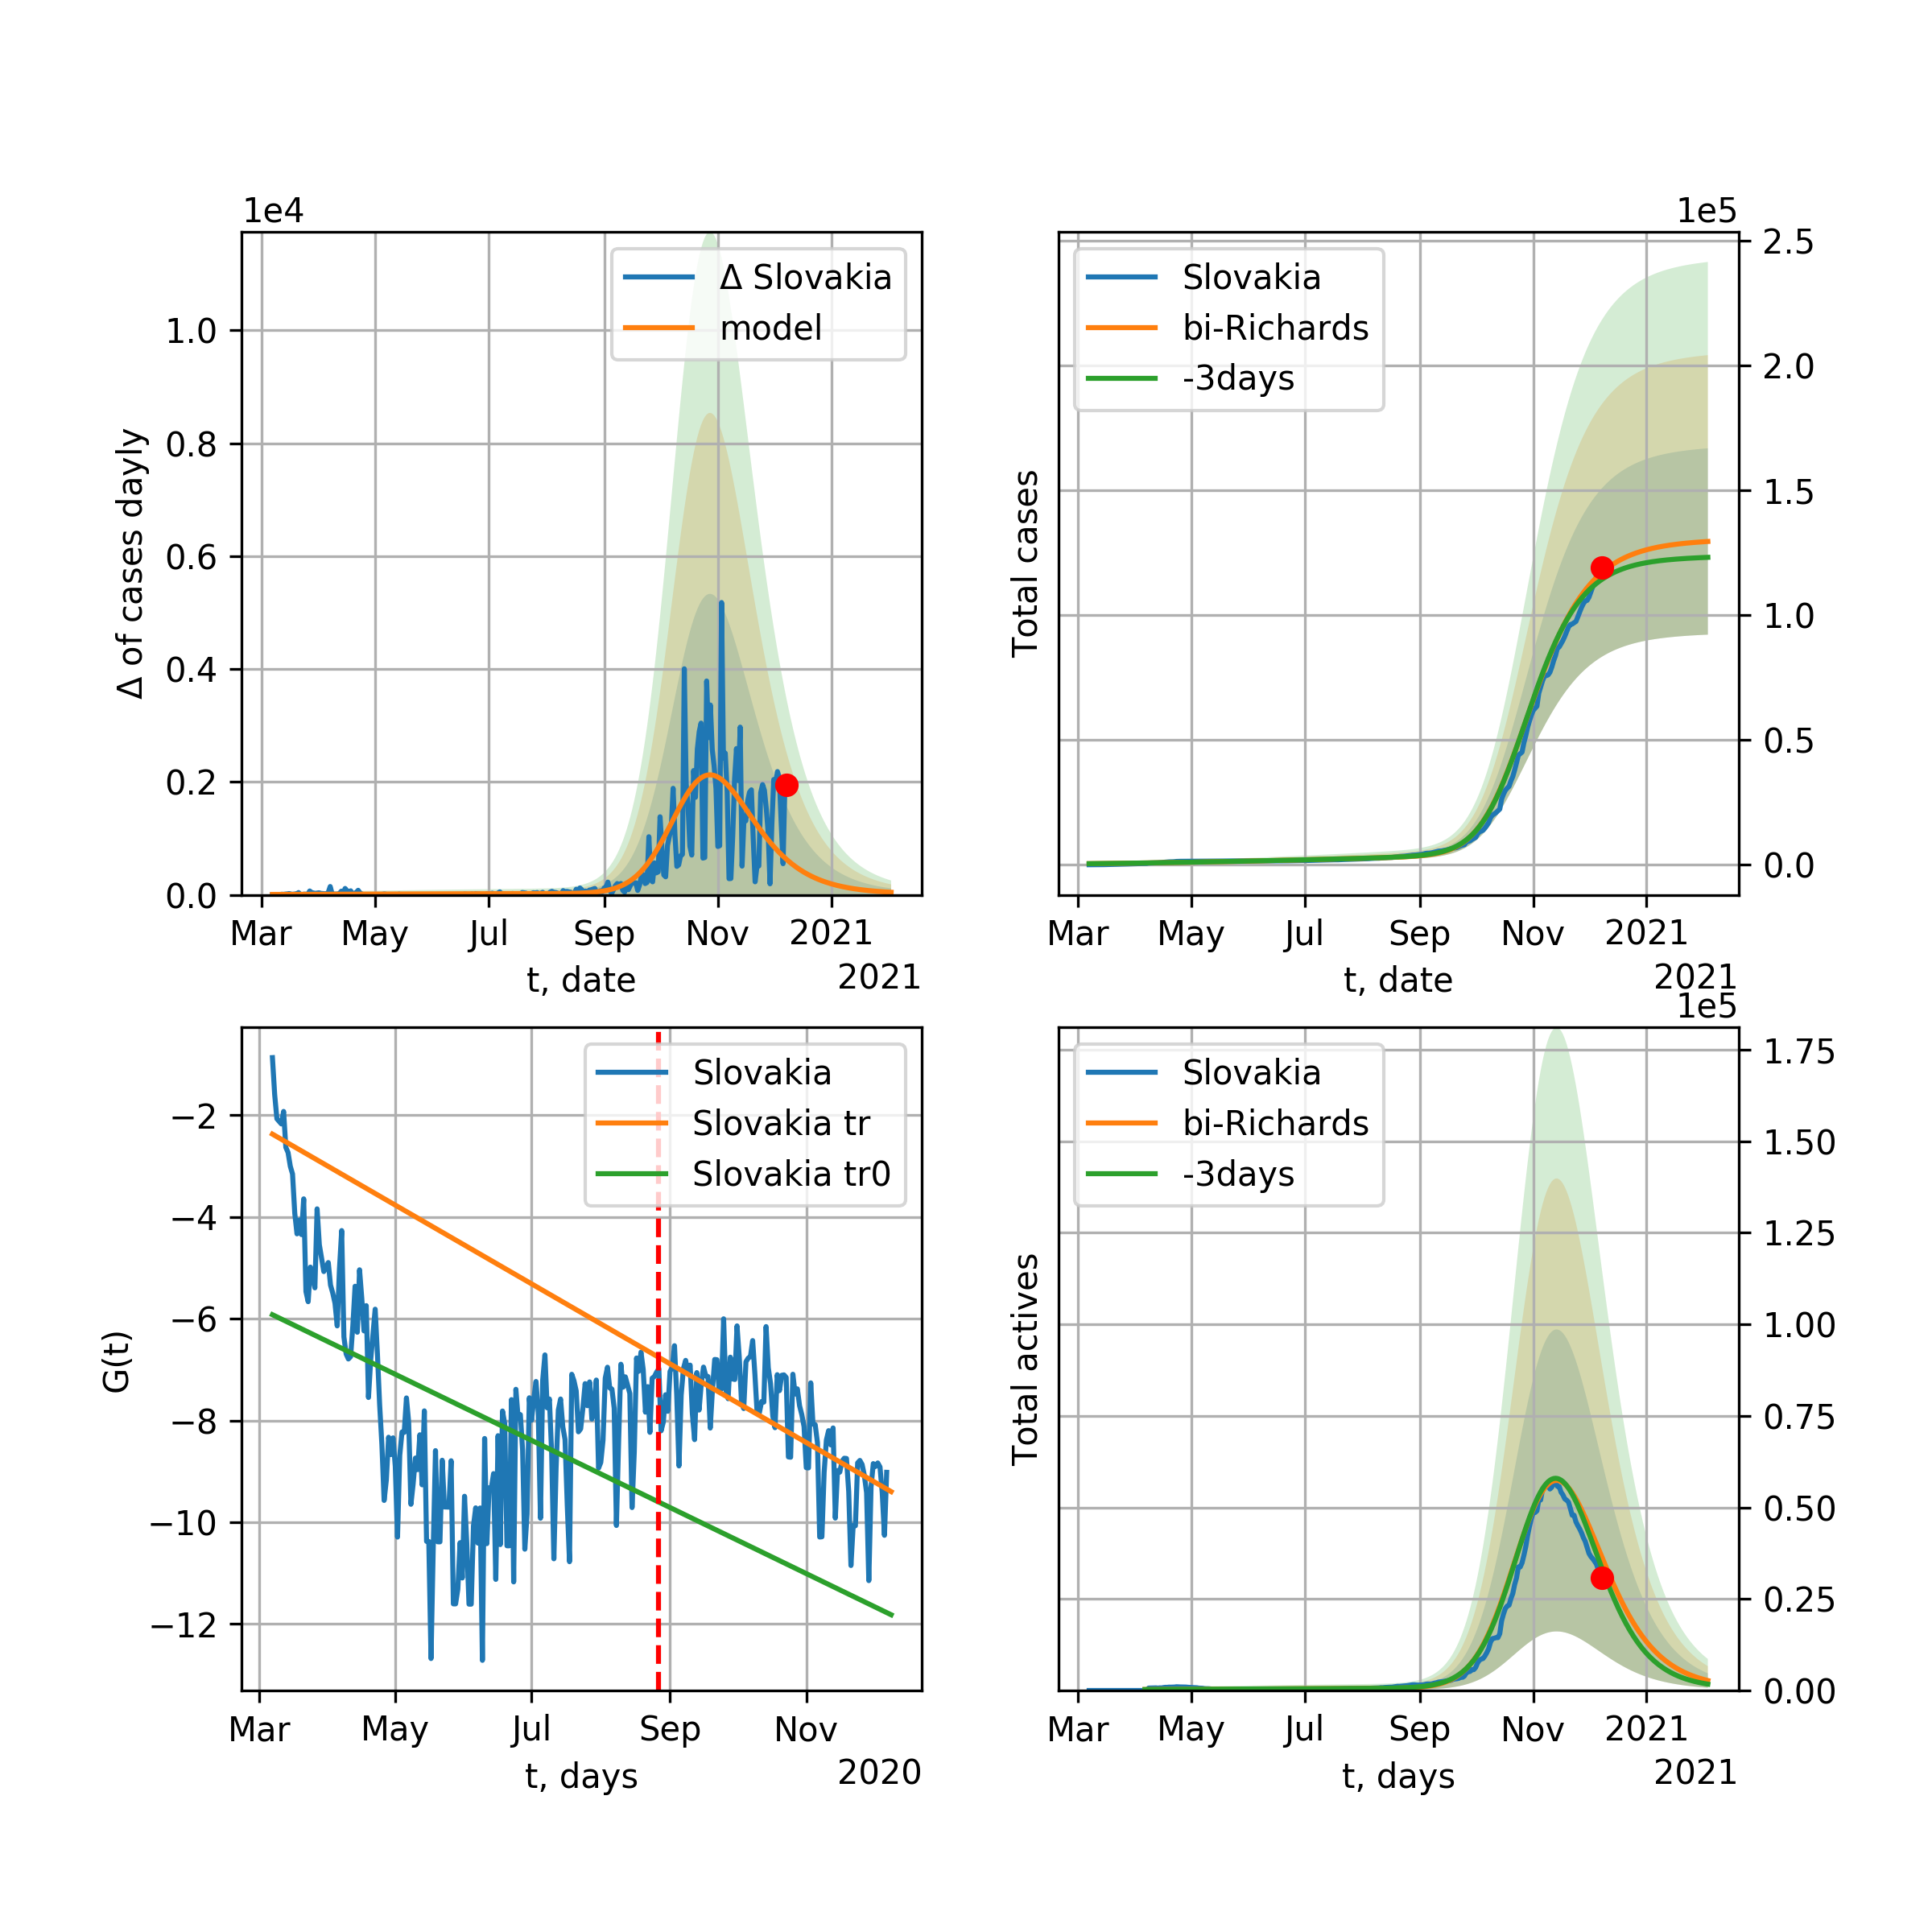 1e4
Δ of cases dayly
1.0
0.8
0.6
0.4
0.2
0.0
Δ Slovakia
model
Mar May Jul Sep Nov 2021
t, date
2021
1e5
Total cases
Slovakia
bi-Richards
-3days
2.5
2.0
1.5
1.0
0.5
0.0
Mar May Jul Sep Nov 2021
t, date
2021
G(t)
−2
−4
−6
−8
−10
−12
Slovakia
Slovakia tr
Slovakia tr0
Mar May Jul Sep Nov
t, days
2020
1e5
Total actives
Slovakia
bi-Richards
-3days
1.75
1.50
1.25
1.00
0.75
0.50
0.25
0.00
Mar May Jul Sep Nov 2021
t, days
2021